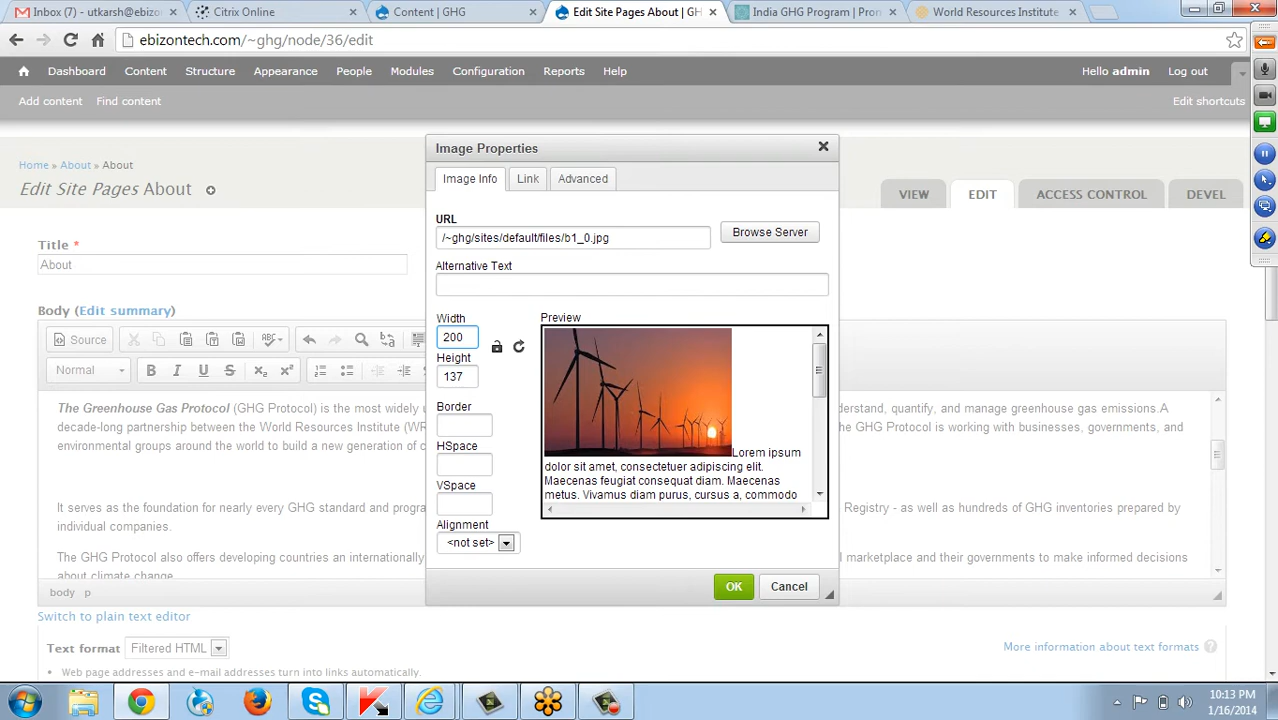 Inbox (7) - utkarsh@ebizo
Citrix Online
Content | GHG
Edit Site Pages About | GH
India GHG Program | Pron
World Resources Institute
ebizontech.com/~ghg/node/36/edit
Dashboard Content Structure Appearance People Modules Configuration Reports Help
Hello admin Log out
Add content Find content
Edit shortcuts
Home » About » About
Edit Site Pages About
VIEW EDIT ACCESS CONTROL DEVEL
Title *
About
Body (Edit summary)
Source
Normal
The Greenhouse Gas Protocol (GHG Protocol) is the most widely u
derstand, quantify, and manage greenhouse gas emissions.A
decade-long partnership between the World Resources Institute (WR
the GHG Protocol is working with businesses, governments, and
environmental groups around the world to build a new generation of c
It serves as the foundation for nearly every GHG standard and progra
Registry - as well as hundreds of GHG inventories prepared by
individual companies.
The GHG Protocol also offers developing countries an internationally
l marketplace and their governments to make informed decisions
about climate change.
body p
Switch to plain text editor
Text format Filtered HTML
More information about text formats
Web page addresses and e-mail addresses turn into links automatically.
Image Properties
Image Info Link Advanced
URL
/~ghg/sites/default/files/b1_0.jpg
Browse Server
Alternative Text
Width
200
Height
137
Border
HSpace
VSpace
Alignment
<not set>
Preview
Lorem ipsum
dolor sit amet, consectetuer adipiscing elit.
Maecenas feugiat consequat diam. Maecenas
metus. Vivamus diam purus, cursus a, commodo
OK Cancel
10:13 PM
1/16/2014